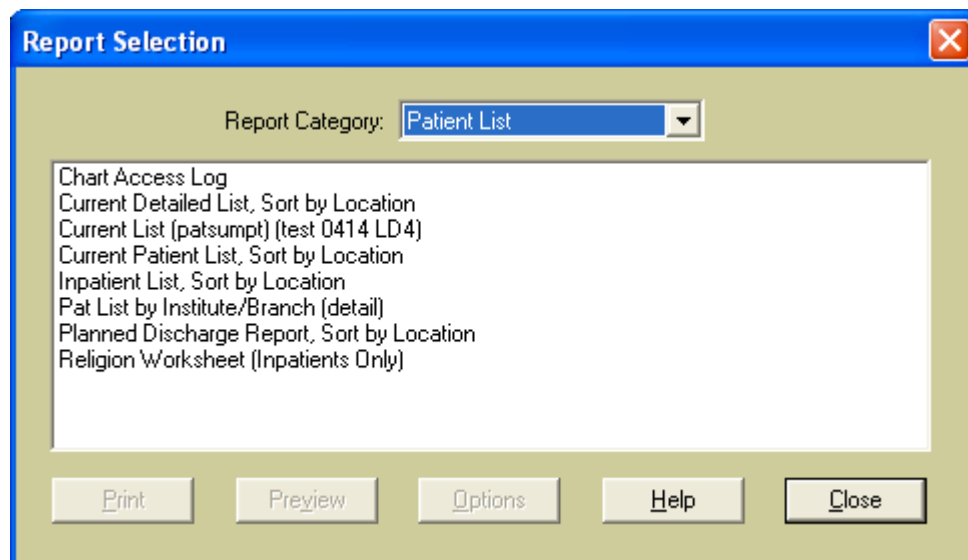 Report Selection
Report Category: Patient List
Chart Access Log
Current Detailed List, Sort by Location
Current List (patsumpt) (test 0414 LD4)
Current Patient List, Sort by Location
Inpatient List, Sort by Location
Pat List by Institute/Branch (detail)
Planned Discharge Report, Sort by Location
Religion Worksheet (Inpatients Only)
Print Preview Options Help Close